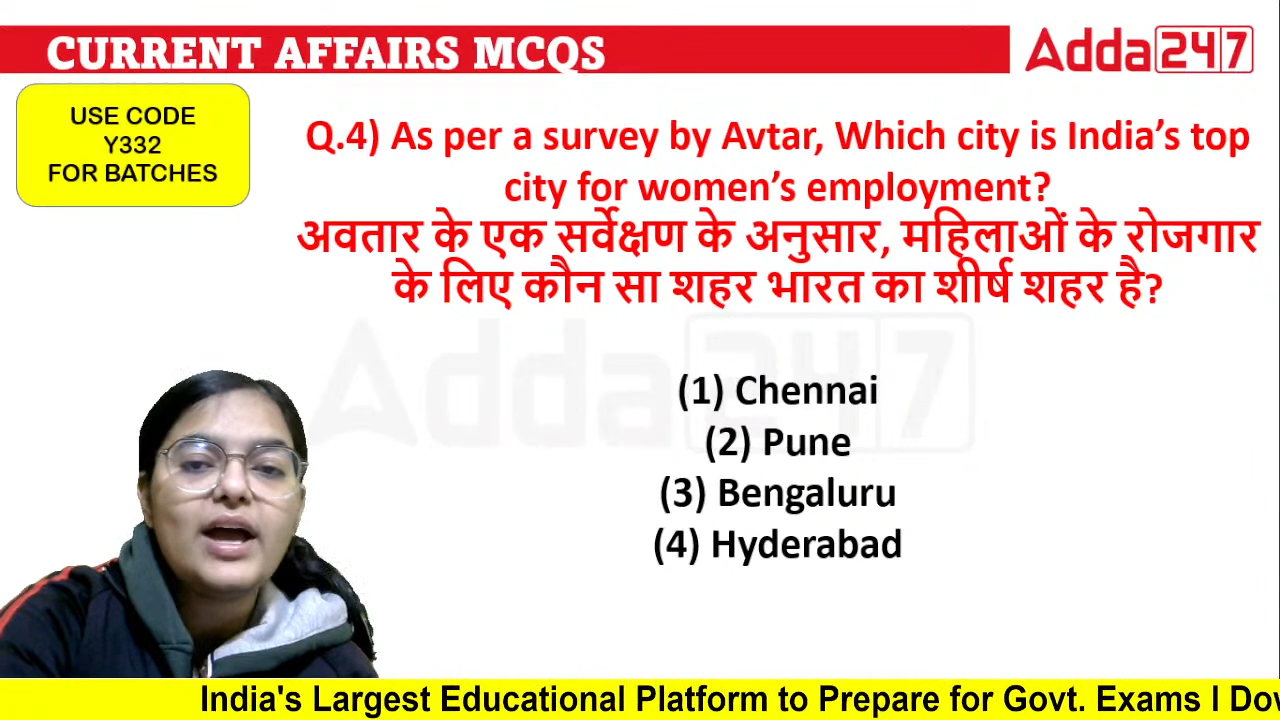 CURRENT AFFAIRS MCQS
Adda247
USE CODE
Y332
FOR BATCHES
Q.4) As per a survey by Avtar, Which city is India’s top
city for women’s employment?
अवतार के एक सर्वेक्षण के अनुसार, महिलाओं के रोजगार
के लिए कौन सा शहर भारत का शीर्ष शहर है?
Adda247
(1) Chennai
(2) Pune
(3) Bengaluru
(4) Hyderabad
India's Largest Educational Platform to Prepare for Govt. Exams I Dov